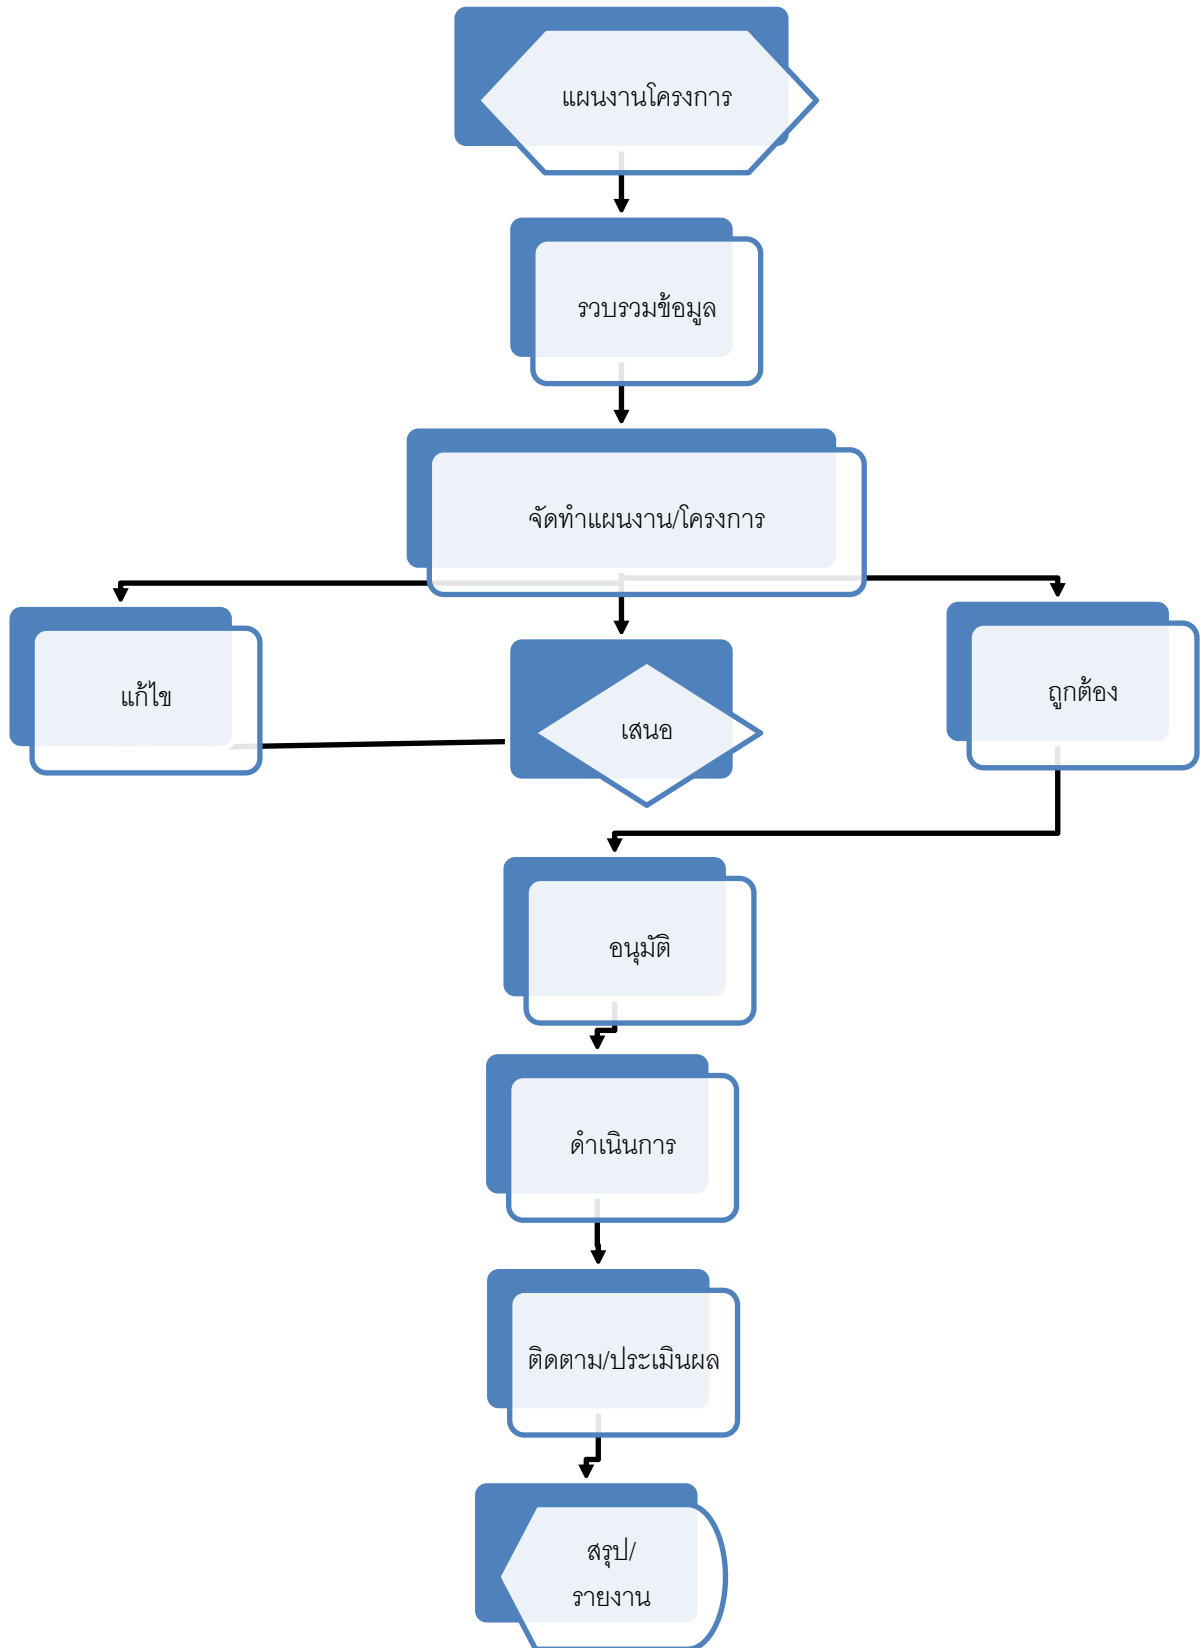 แผนงานโครงการ
รวบรวมข้อมูล
จัดทำแผนงาน/โครงการ
แก้ไข
เสนอ
ถูกต้อง
อนุมัติ
ดำเนินการ
ติดตาม/ประเมินผล
สรุป/
รายงาน